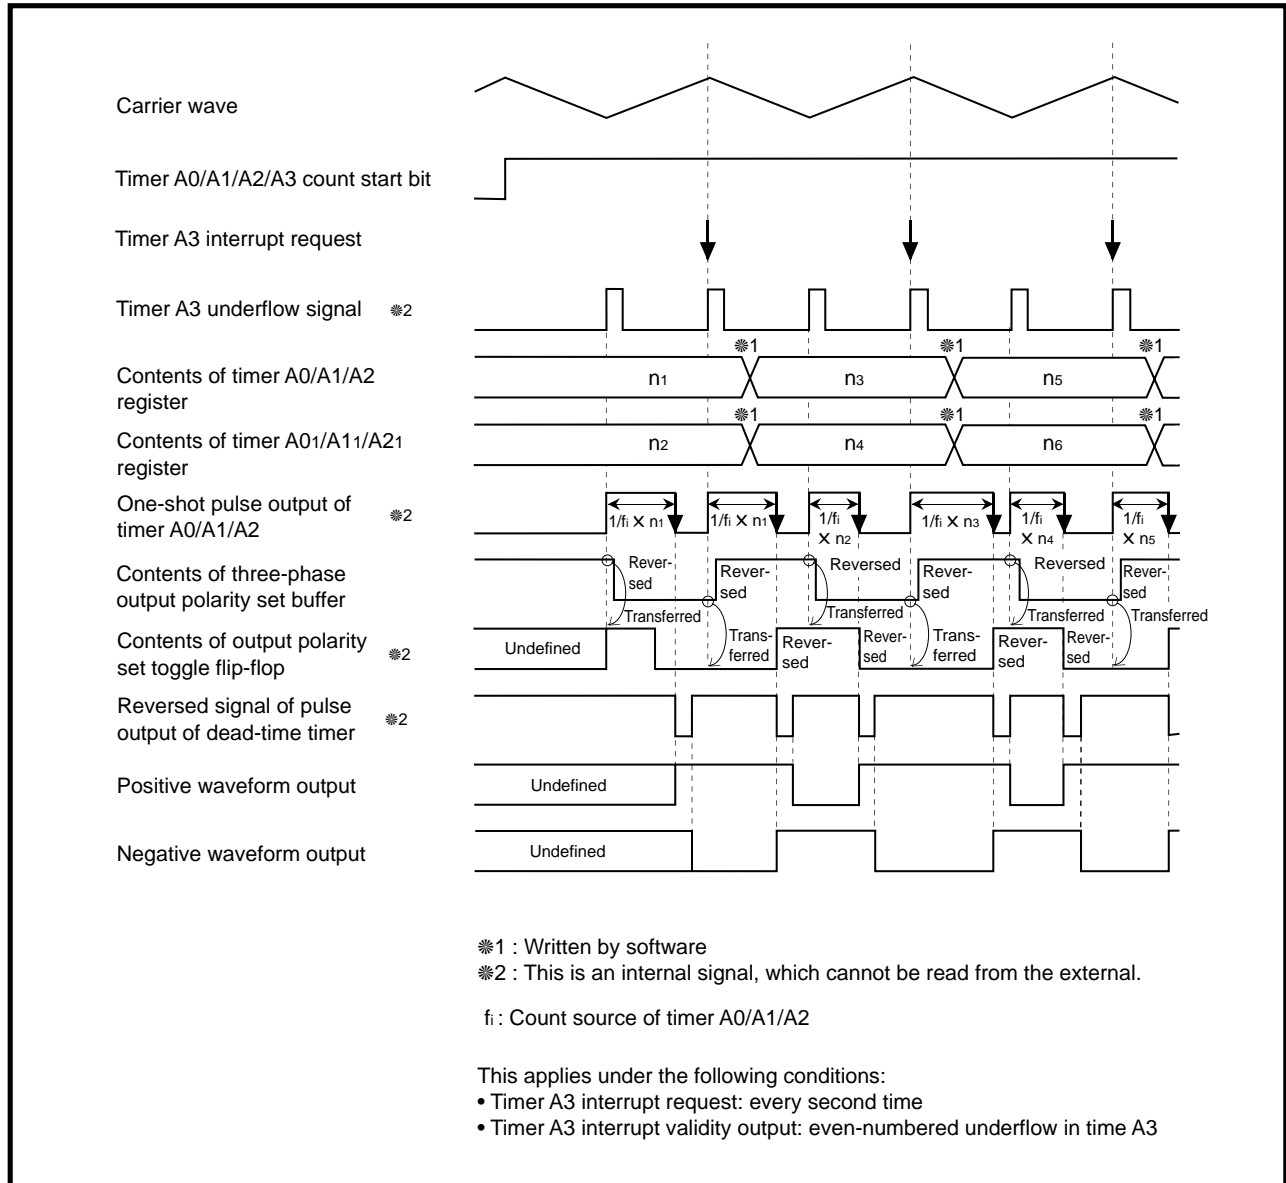 Carrier wave
Timer A0/A1/A2/A3 count start bit
Timer A3 interrupt request
Timer A3 underflow signal ❋2
❋1 ❋1 ❋1
Contents of timer A0/A1/A2
register
n1 n3 n5
❋1 ❋1 ❋1
Contents of timer A01/A11/A21
register
n2 n4 n6
One-shot pulse output of
timer A0/A1/A2 ❋2
1/fi X n1 1/fi X n1 1/fi X n2 1/fi X n3 1/fi X n4 1/fi X n5
Contents of three-phase
output polarity set buffer
Rever-
sed
Rever-
sed
Reversed
Rever-
sed
Reversed
Rever-
sed
Transferred Transferred Transferred Transferred
Contents of output polarity
set toggle flip-flop ❋2
Undefined
Trans-
ferred
Rever-
sed
Rever-
sed
Trans-
ferred
Rever-
sed
Rever-
sed
Reversed signal of pulse
output of dead-time timer ❋2
Positive waveform output
Undefined
Negative waveform output
Undefined
❋1 : Written by software
❋2 : This is an internal signal, which cannot be read from the external.
fi : Count source of timer A0/A1/A2
This applies under the following conditions:
• Timer A3 interrupt request: every second time
• Timer A3 interrupt validity output: even-numbered underflow in time A3